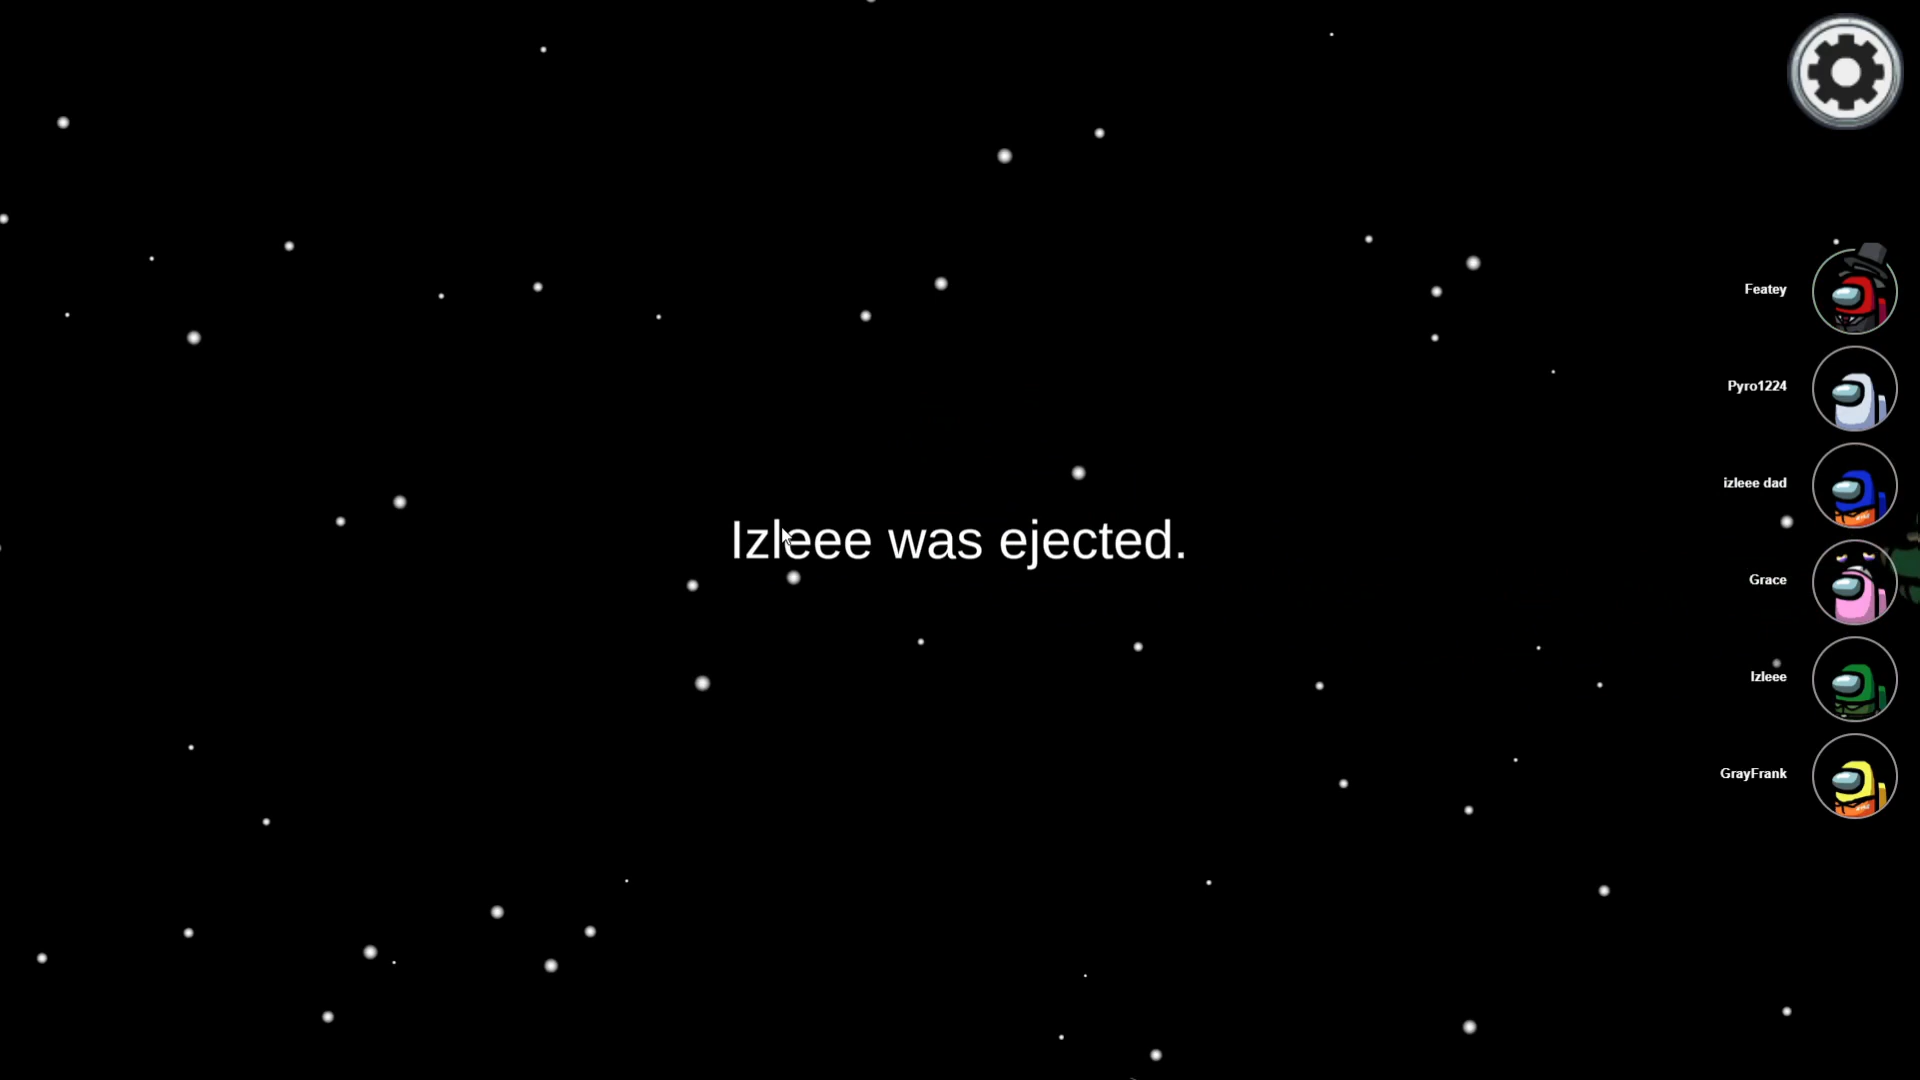 Featey
Pyro1224
izleee dad
Izleee was ejected.
Grace
Izleee
GrayFrank